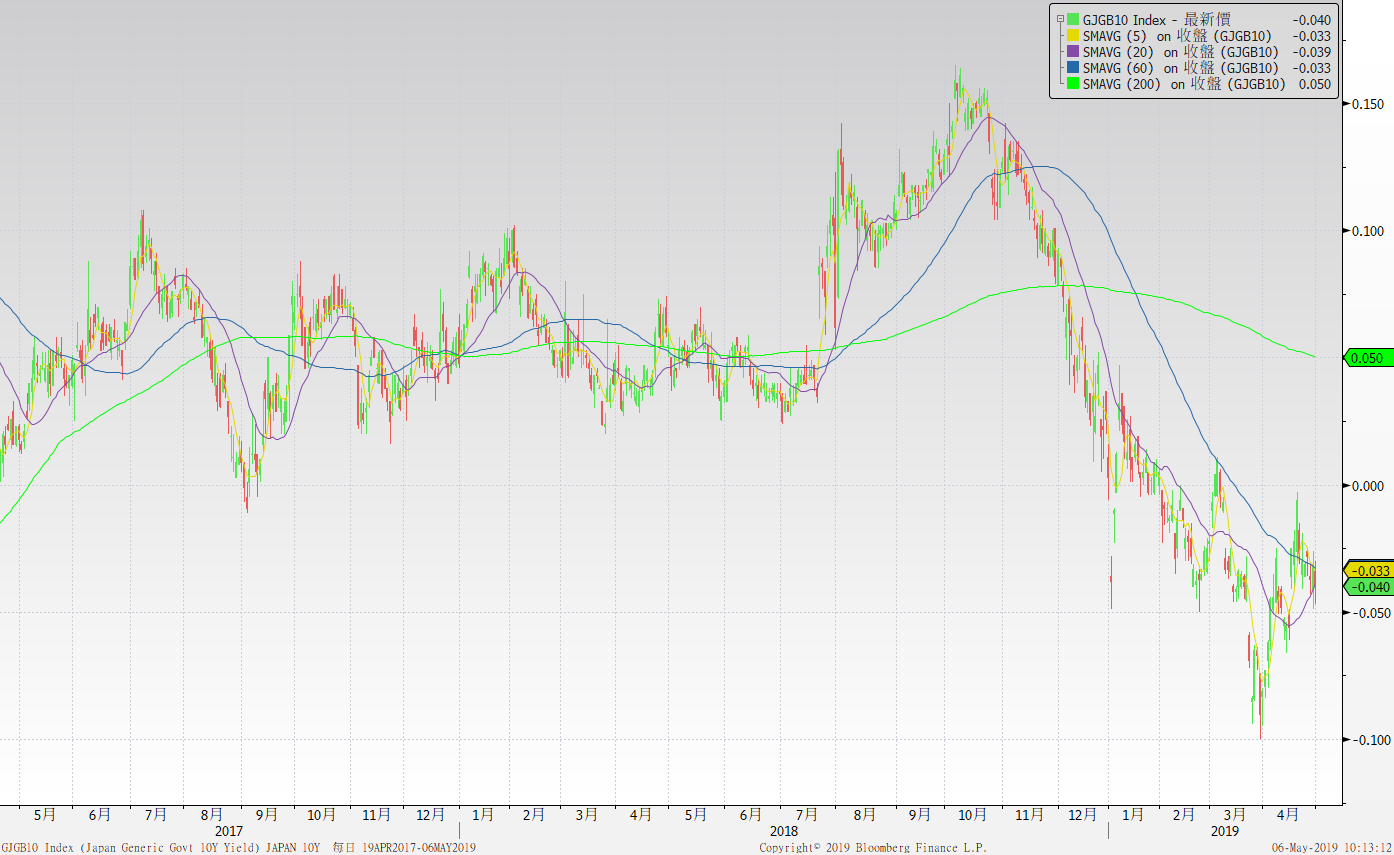 GJGB10 Index - 最新價 -0.040
SMAVG (5) on 收盤 (GJGB10) -0.033
SMAVG (20) on 收盤 (GJGB10) -0.039
SMAVG (60) on 收盤 (GJGB10) -0.033
SMAVG (200) on 收盤 (GJGB10) 0.050
0.150
0.100
0.050
0.000
-0.033
-0.040
-0.050
-0.100
5月 6月 7月 8月 9月 10月 11月 12月 1月 2月 3月 4月 5月 6月 7月 8月 9月 10月 11月 12月 1月 2月 3月 4月
2017 2018 2019
GJGB10 Index (Japan Generic Govt 10Y Yield) JAPAN 10Y 每日 19APR2017-06MAY2019 Copyright© 2019 Bloomberg Finance L.P. 06-May-2019 10:13:12